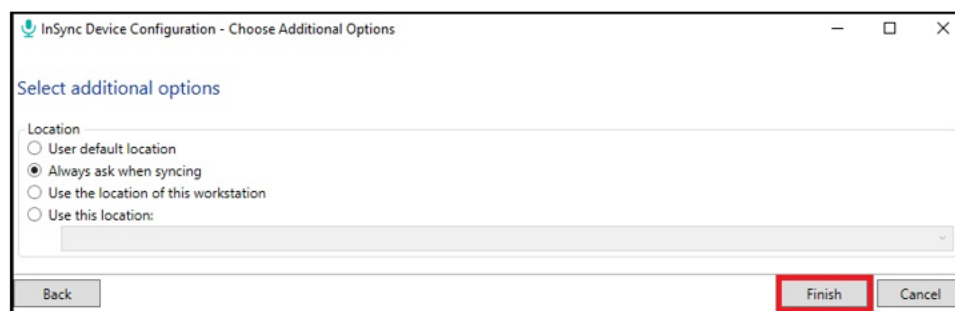 InSync Device Configuration - Choose Additional Options
Select additional options
Location
User default location
Always ask when syncing
Use the location of this workstation
Use this location:
Back Finish Cancel